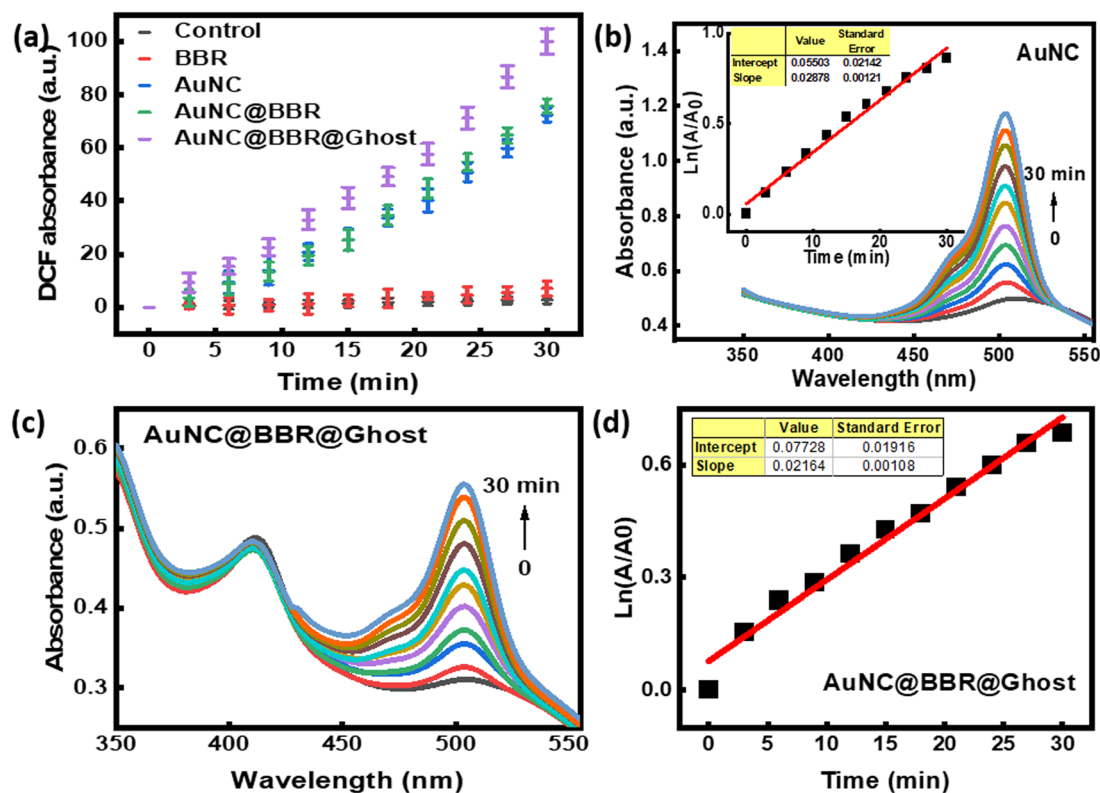 (a)
Control
BBR
AuNC
AuNC@BBR
AuNC@BBR@Ghost
DCF absorbance (a.u.)
100
80
60
40
20
0
0 5 10 15 20 25 30
Time (min)
(b)
AuNC
Value Standard Error
Intercept 0.05503 0.02142
Slope 0.02878 0.00121
Ln(A/A0)
1.0
0.5
0.0
0 10 20 30
Time (min)
30 min
0
Absorbance (a.u.)
1.4
1.2
1.0
0.8
0.6
0.4
350 400 450 500 550
Wavelength (nm)
(c)
AuNC@BBR@Ghost
30 min
0
Absorbance (a.u.)
0.6
0.5
0.4
0.3
350 400 450 500 550
Wavelength (nm)
(d)
Value Standard Error
Intercept 0.07728 0.01916
Slope 0.02164 0.00108
Ln(A/A0)
0.6
0.3
0.0
AuNC@BBR@Ghost
0 5 10 15 20 25 30
Time (min)